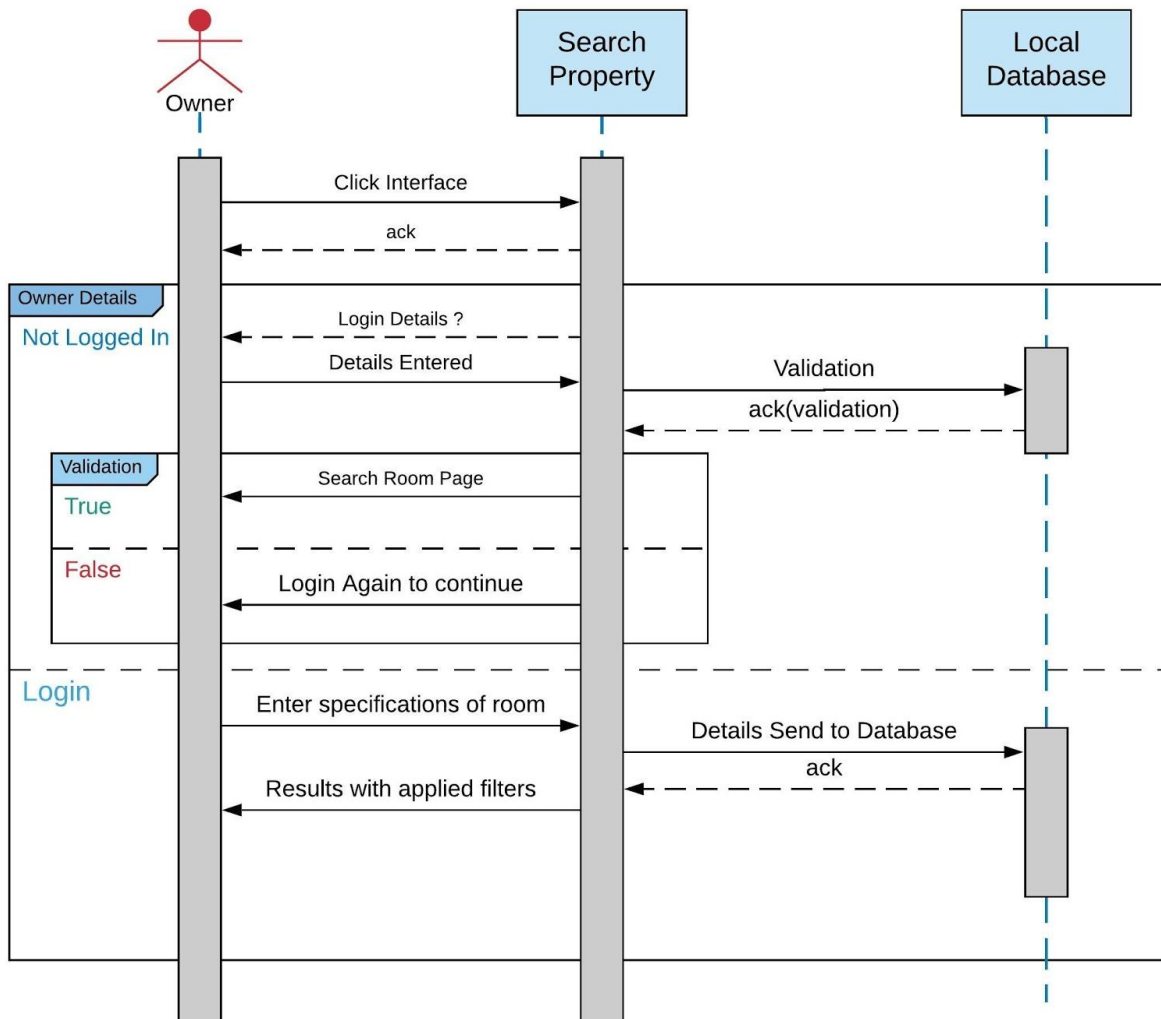 Owner
Search
Property
Local
Database
Click Interface
ack
Owner Details
Not Logged In
Login Details ?
Details Entered
Validation
ack(validation)
Validation
True
Search Room Page
False
Login Again to continue
Login
Enter specifications of room
Details Send to Database
ack
Results with applied filters